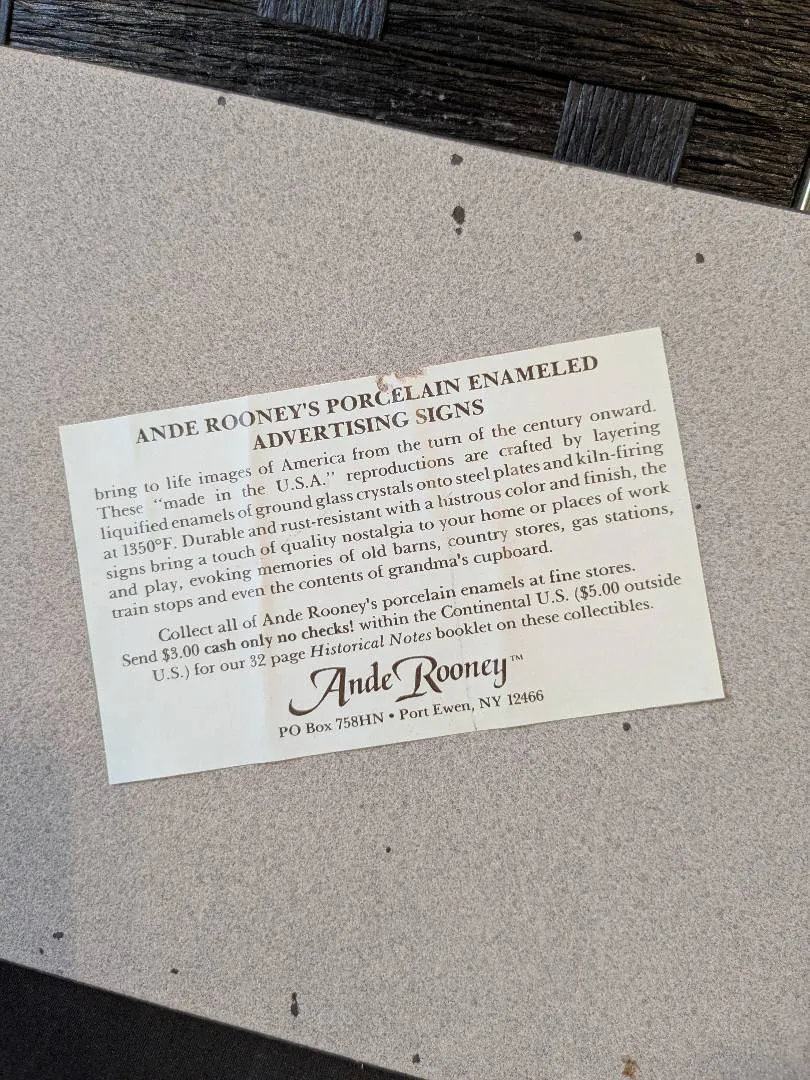 ANDE ROONEY'S PORCELAIN ENAMELED
ADVERTISING SIGNS
bring to life images of America from the turn of the century onward.
These "made in the U.S.A." reproductions are crafted by layering
liquified enamels of ground glass crystals onto steel plates and kiln-firing
at 1350°F. Durable and rust-resistant with a lustrous color and finish, the
signs bring a touch of quality nostalgia to your home or places of work
and play, evoking memories of old barns, country stores, gas stations,
train stops and even the contents of grandma's cupboard.
Collect all of Ande Rooney's porcelain enamels at fine stores.
Send $3.00 cash only no checks! within the Continental U.S. ($5.00 outside
U.S.) for our 32 page Historical Notes booklet on these collectibles.
Ande Rooney™
PO Box 758HN • Port Ewen, NY 12466